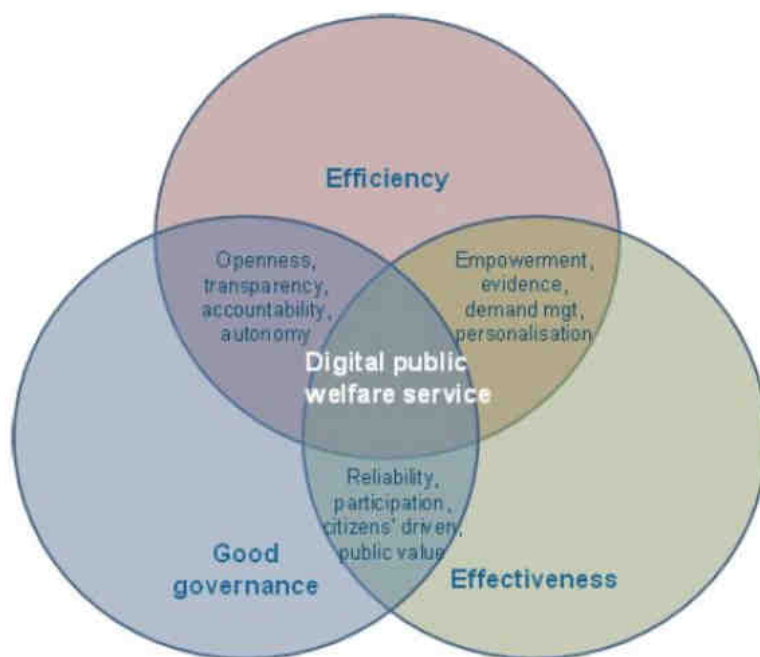 Efficiency
Openness,
transparency,
accountability,
autonomy
Empowerment,
evidence,
demand mgt,
personalisation
Digital public
welfare service
Reliability,
participation,
citizens' driven,
public value
Good
governance
Effectiveness